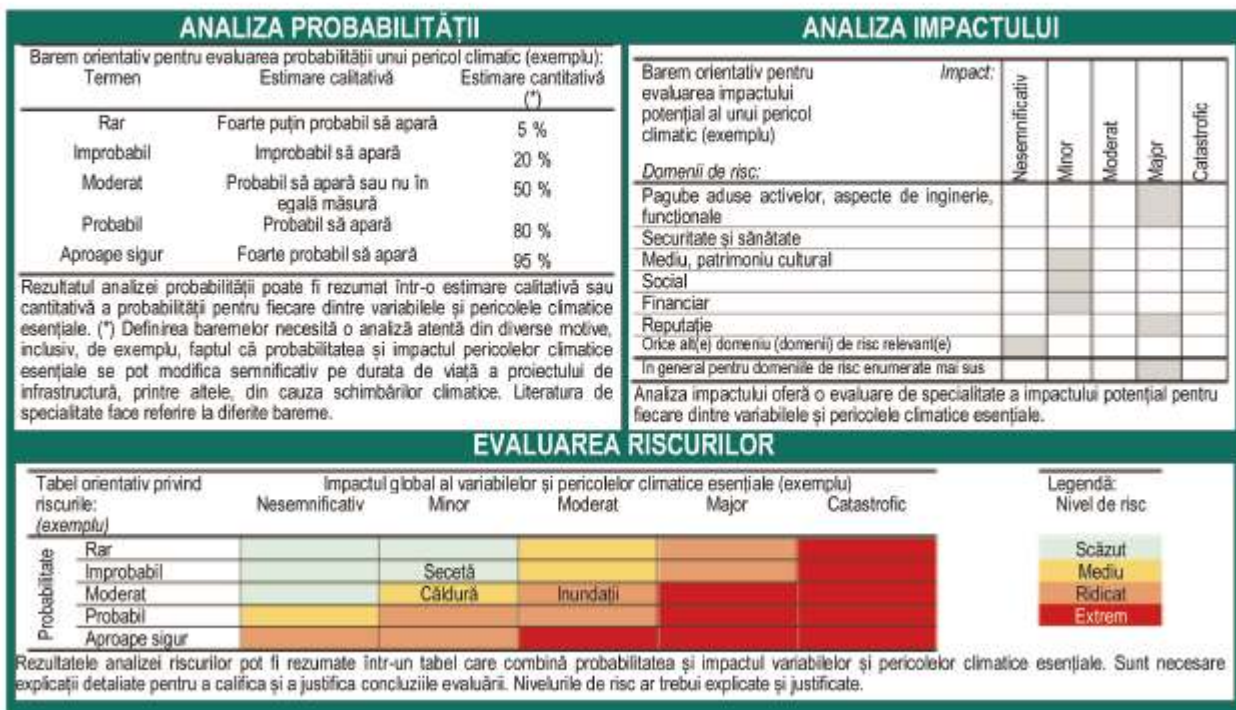 ANALIZA PROBABILITĂȚII
Barem orientativ pentru evaluarea probabilității unui pericol climatic (exemplu):
Termen Estimare calitativă Estimare cantitativă
(*)
Rar Foarte puțin probabil să apară 5 %
Improbabil Improbabil să apară 20 %
Moderat Probabil să apară sau nu în 50 %
egală măsură
Probabil Probabil să apară 80 %
Aproape sigur Foarte probabil să apară 95 %
Rezultatul analizei probabilității poate fi rezumat într-o estimare calitativă sau
cantitativă a probabilității pentru fiecare dintre variabilele și pericolele climatice
esențiale. (*) Definirea baremelor necesită o analiză atentă din diverse motive,
inclusiv, de exemplu, faptul că probabilitatea și impactul pericolelor climatice
esențiale se pot modifica semnificativ pe durata de viață a proiectului de
infrastructură, printre altele, din cauza schimbărilor climatice. Literatura de
specialitate face referire la diferite bareme.
ANALIZA IMPACTULUI
Barem orientativ pentru Impact:
evaluarea impactului
potențial al unui pericol
climatic (exemplu)
Domenii de risc:
Nesemnificativ
Minor
Moderat
Major
Catastrofic
Pagube aduse activelor, aspecte de inginerie,
funcționale
Securitate și sănătate
Mediu, patrimoniu cultural
Social
Financiar
Reputație
Orice alt(e) domeniu (domenii) de risc relevant(e)
În general pentru domeniile de risc enumerate mai sus
Analiza impactului oferă o evaluare de specialitate a impactului potențial pentru
fiecare dintre variabilele și pericolele climatice esențiale.
EVALUAREA RISCURILOR
Tabel orientativ privind Impactul global al variabilelor și pericolelor climatice esențiale (exemplu)
riscurile: Nesemnificativ Minor Moderat Major Catastrofic
(exemplu)
Probabilitate
Rar
Improbabil Secetă
Moderat Căldură Inundații
Probabil
Aproape sigur
Legendă:
Nivel de risc
Scăzut
Mediu
Ridicat
Extrem
Rezultatele analizei riscurilor pot fi rezumate într-un tabel care combină probabilitatea și impactul variabilelor și pericolelor climatice esențiale. Sunt necesare
explicații detaliate pentru a califica și a justifica concluziile evaluării. Nivelurile de risc ar trebui explicate și justificate.